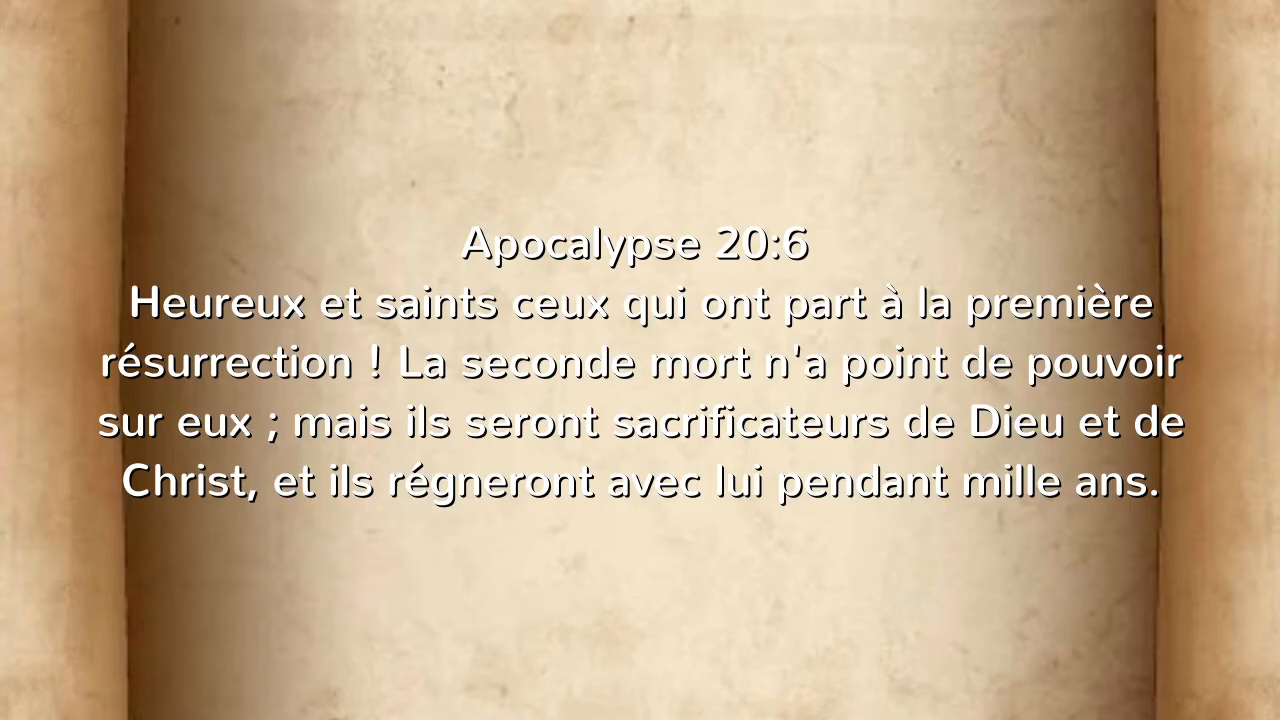 Apocalypse 20:6
Heureux et saints ceux qui ont part à la première
résurrection ! La seconde mort n'a point de pouvoir
sur eux ; mais ils seront sacrificateurs de Dieu et de
Christ, et ils régneront avec lui pendant mille ans.